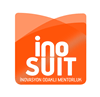 ino
SUIT
İNOVASYON ODAKLI MENTORLUK